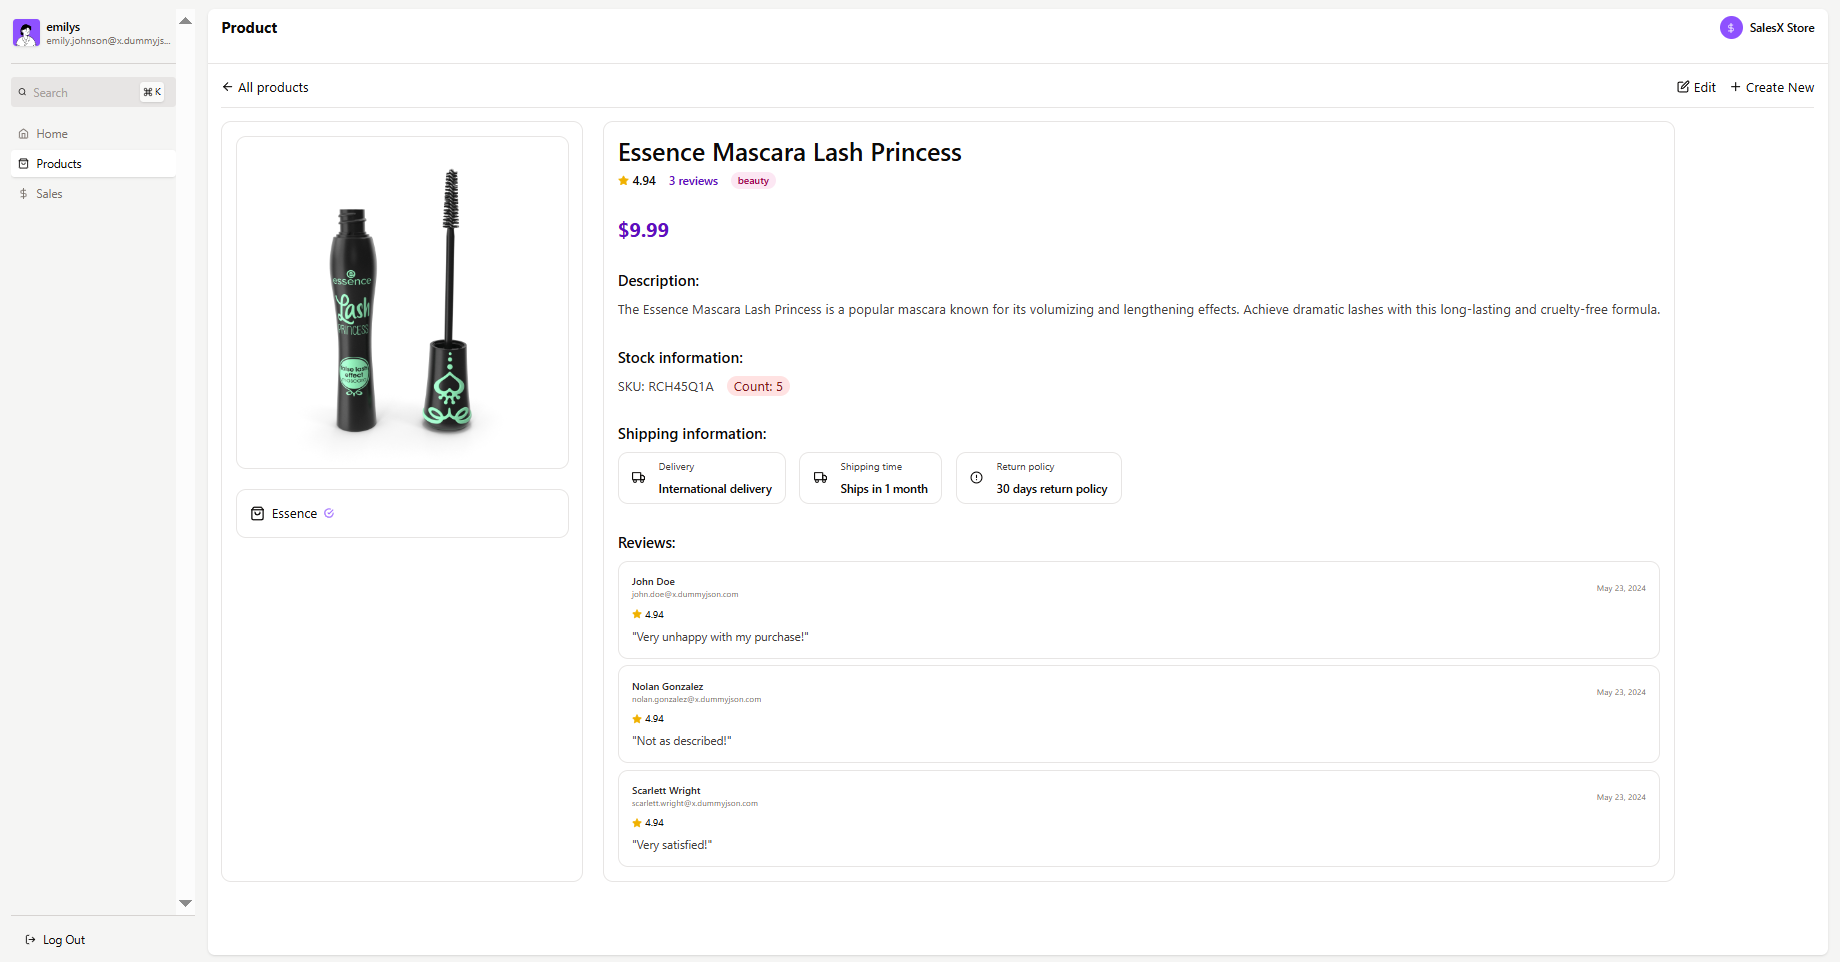 emilys
emily.johnson@x.dummyjs...
Search
⌘ K
Home
Products
$ Sales
Log Out
Product
$ SalesX Store
← All products
Edit
+ Create New
essence
Lash
PRINCESS
false lash
effect
mascara
Essence
Essence Mascara Lash Princess
4.94 3 reviews beauty
$9.99
Description:
The Essence Mascara Lash Princess is a popular mascara known for its volumizing and lengthening effects. Achieve dramatic lashes with this long-lasting and cruelty-free formula.
Stock information:
SKU: RCH45Q1A Count: 5
Shipping information:
Delivery
International delivery
Shipping time
Ships in 1 month
Return policy
30 days return policy
Reviews:
John Doe
john.doe@x.dummyjson.com
May 23, 2024
4.94
"Very unhappy with my purchase!"
Nolan Gonzalez
nolan.gonzalez@x.dummyjson.com
May 23, 2024
4.94
"Not as described!"
Scarlett Wright
scarlett.wright@x.dummyjson.com
May 23, 2024
4.94
"Very satisfied!"